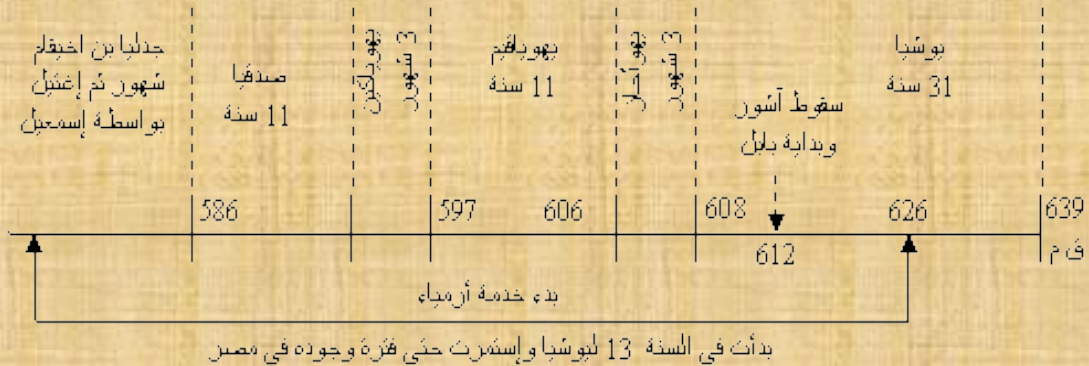 يوشيا
31 سنة
سقوط آشور
وبداية بابل
يهوأحاز
3 شهور
يهوياقيم
11 سنة
يهوياكين
3 شهور
صدقيا
11 سنة
جدليا بن اخيقام
شهور ثم إغتيل
بواسطة إسمعيل
639
626
608
606
597
586
612
ق م
بدء خدمة أرمياء
بدأت في السنة 13 ليوشيا وإستمرت حتى فترة وجوده في مصر